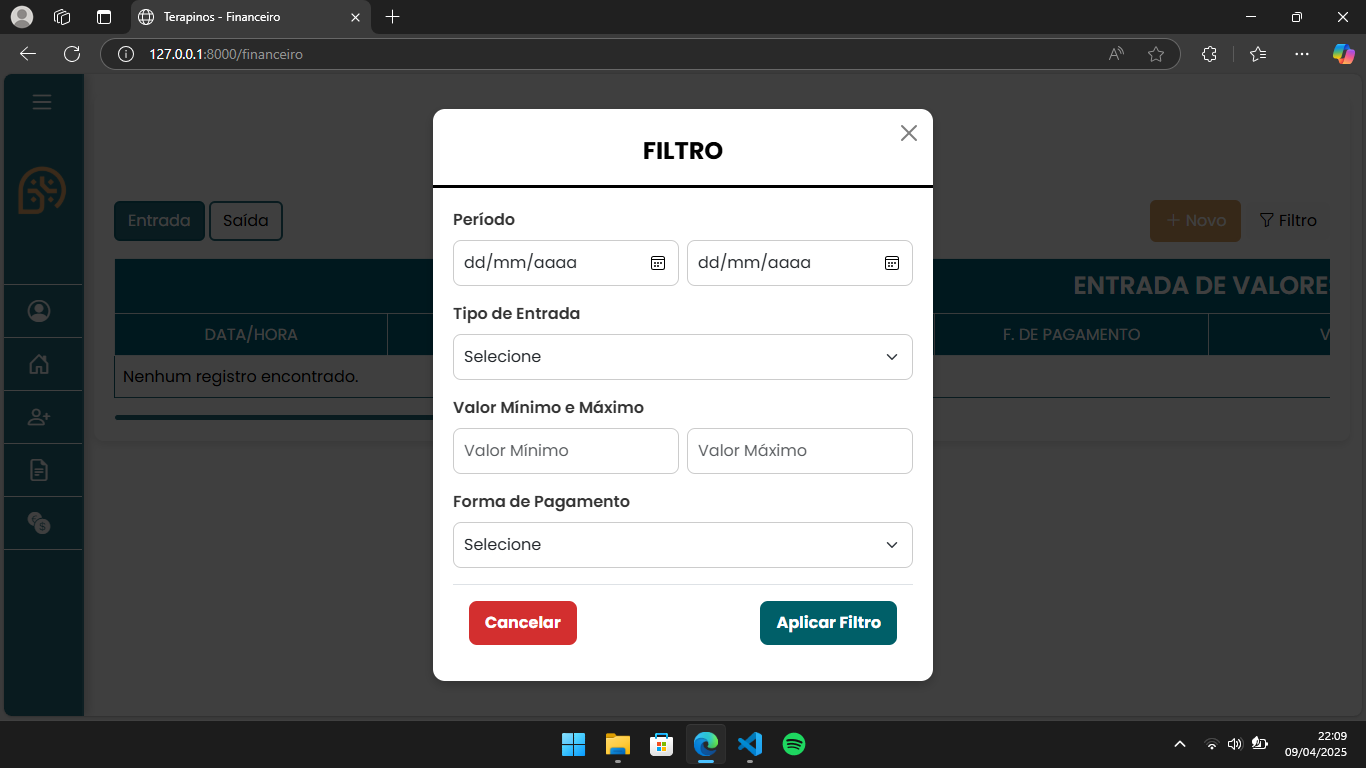 Terapinos - Financeiro
127.0.0.1:8000/financeiro
FILTRO
Período
dd/mm/aaaa dd/mm/aaaa
Tipo de Entrada
Selecione
Valor Mínimo e Máximo
Valor Mínimo Valor Máximo
Forma de Pagamento
Selecione
Cancelar Aplicar Filtro
Entrada Saída + Novo Filtro
ENTRADA DE VALORE
DATA/HORA F. DE PAGAMENTO V
Nenhum registro encontrado.
22:09
09/04/2025